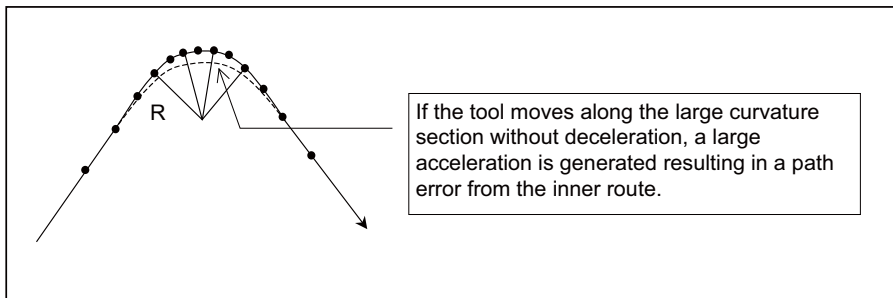 R
If the tool moves along the large curvature
section without deceleration, a large
acceleration is generated resulting in a path
error from the inner route.